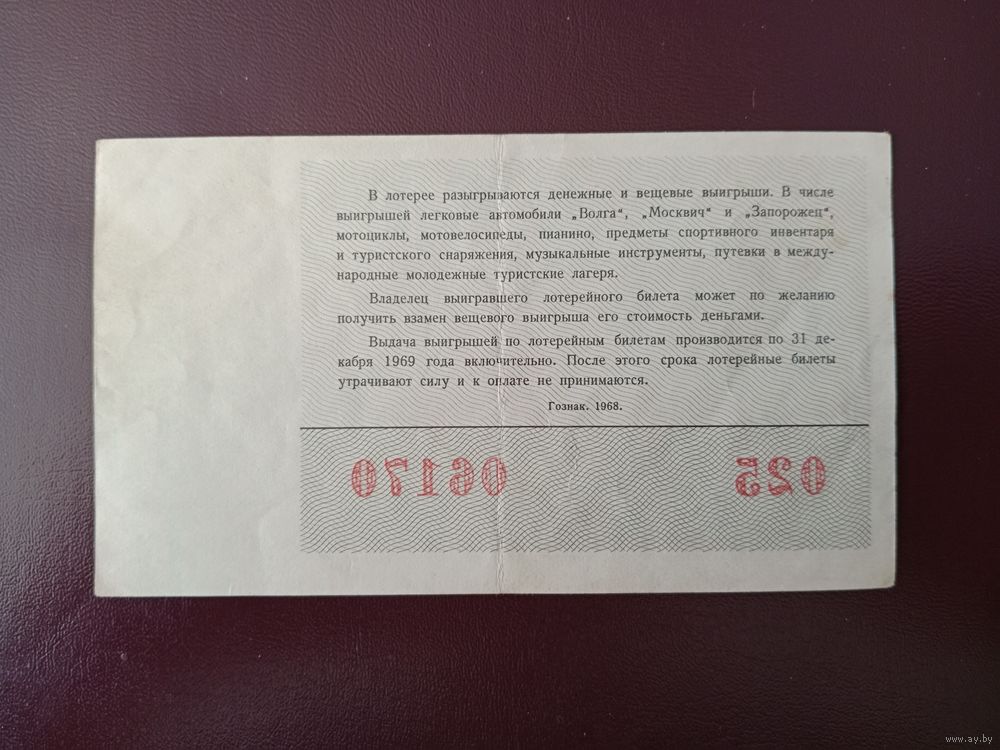 В лотерее разыгрываются денежные и вещевые выигрыши. В числе
выигрышей легковые автомобили „Волга“, „Москвич“ и „Запорожец“,
мотоциклы, мотовелосипеды, пианино, предметы спортивного инвентаря
и туристского снаряжения, музыкальные инструменты, путевки в между-
народные молодежные туристские лагеря.
Владелец выигравшего лотерейного билета может по желанию
получить взамен вещевого выигрыша его стоимость деньгами.
Выдача выигрышей по лотерейным билетам производится по 31 де-
кабря 1969 года включительно. После этого срока лотерейные билеты
утрачивают силу и к оплате не принимаются.
Гознак. 1968.
025 06170
www.ay.by